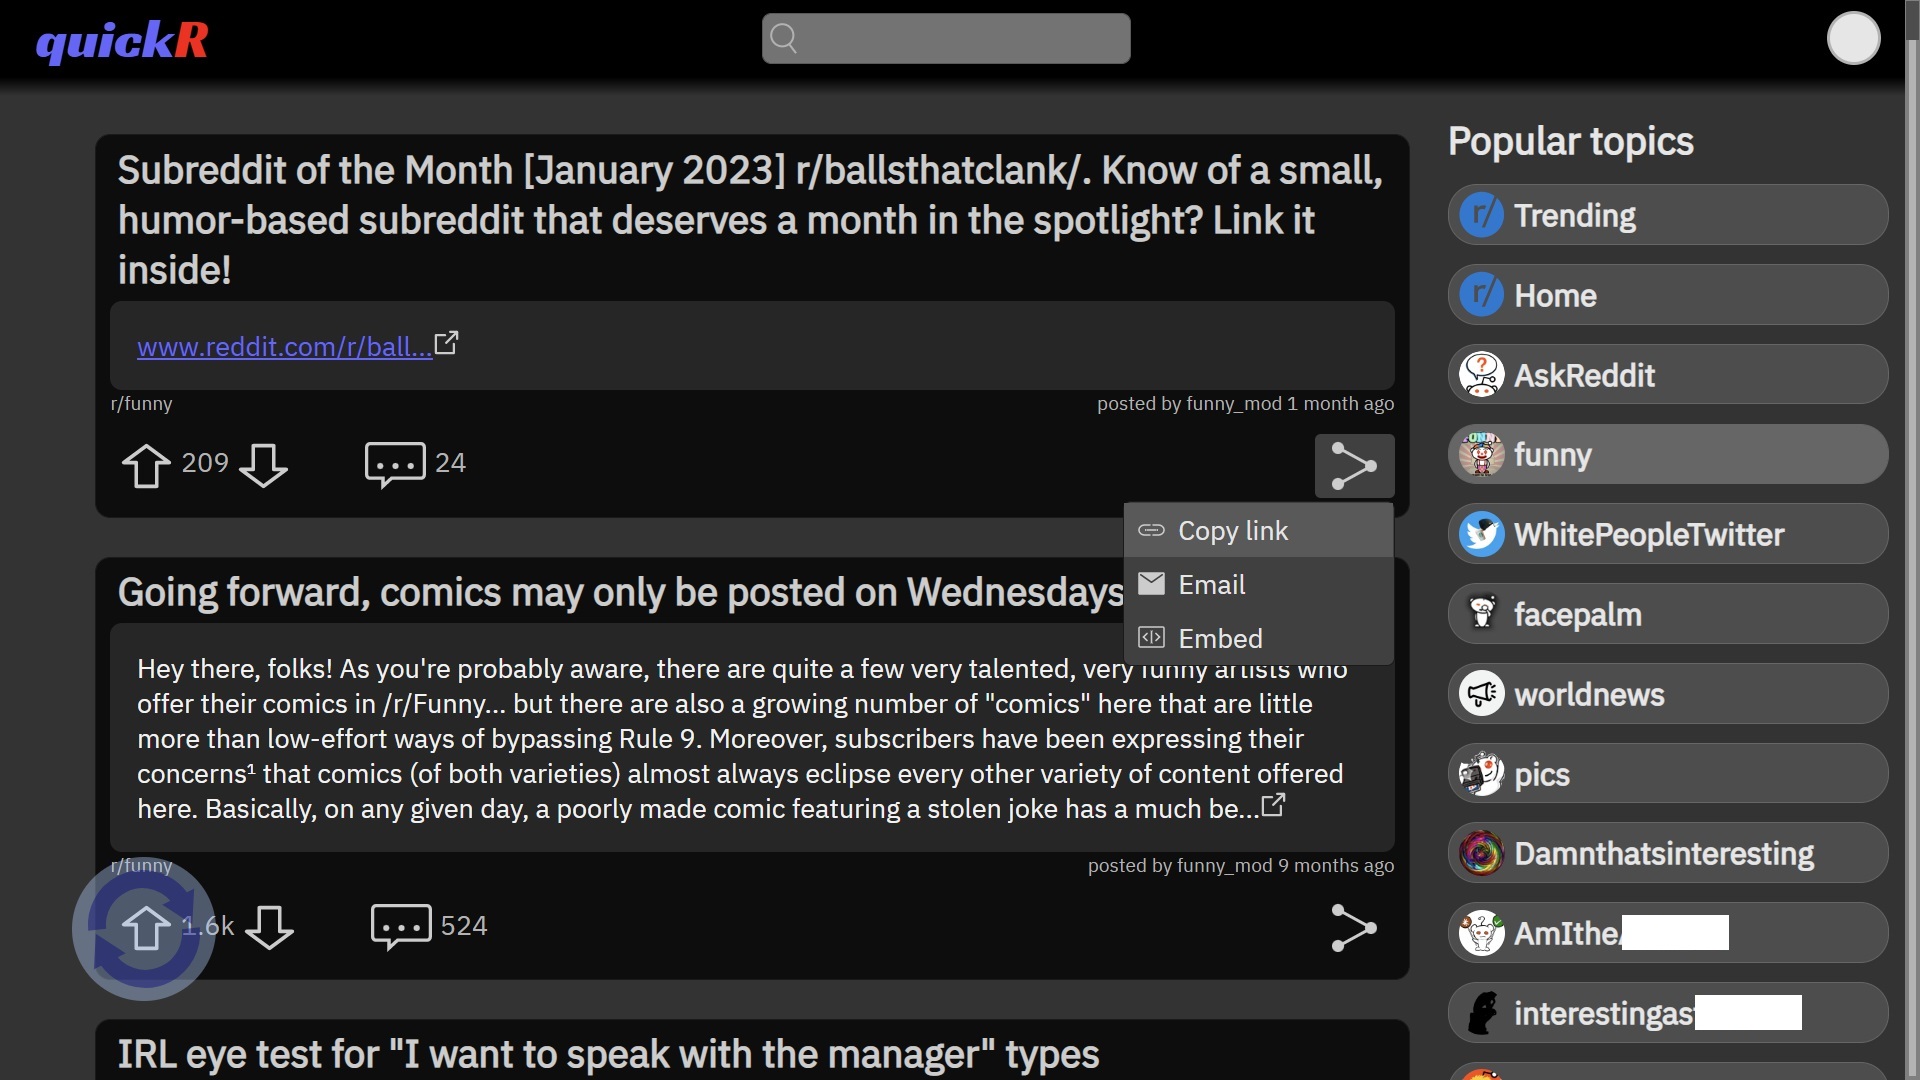 quickR
Subreddit of the Month [January 2023] r/ballsthatclank/. Know of a small,
humor-based subreddit that deserves a month in the spotlight? Link it
inside!
www.reddit.com/r/ball...
r/funny
posted by funny_mod 1 month ago
209
24
Copy link
Email
Embed
Going forward, comics may only be posted on Wednesdays
Hey there, folks! As you're probably aware, there are quite a few very talented, very funny artists who
offer their comics in /r/Funny... but there are also a growing number of "comics" here that are little
more than low-effort ways of bypassing Rule 9. Moreover, subscribers have been expressing their
concerns¹ that comics (of both varieties) almost always eclipse every other variety of content offered
here. Basically, on any given day, a poorly made comic featuring a stolen joke has a much be...
r/funny
posted by funny_mod 9 months ago
1.6k
524
IRL eye test for "I want to speak with the manager" types
Popular topics
r/ Trending
r/ Home
AskReddit
funny
WhitePeopleTwitter
facepalm
worldnews
pics
Damnthatsinteresting
AmIthe
interestingas